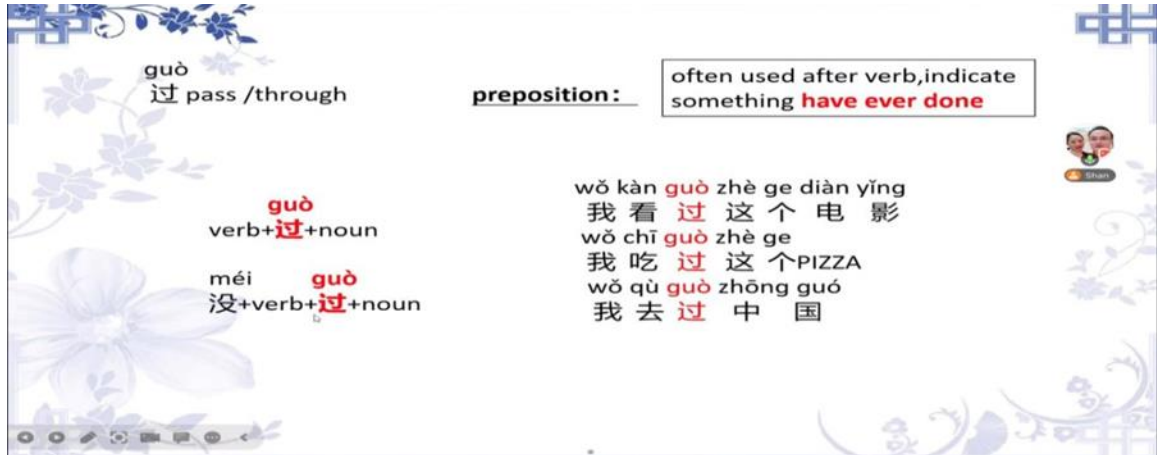 guò
过 pass /through
preposition:
often used after verb,indicate
something have ever done
Shan
guò
verb+过+noun
méi guò
没+verb+过+noun
wǒ kàn guò zhè ge diàn yǐng
我 看 过 这 个 电 影
wǒ chī guò zhè ge
我 吃 过 这 个PIZZA
wǒ qù guò zhōng guó
我 去 过 中 国